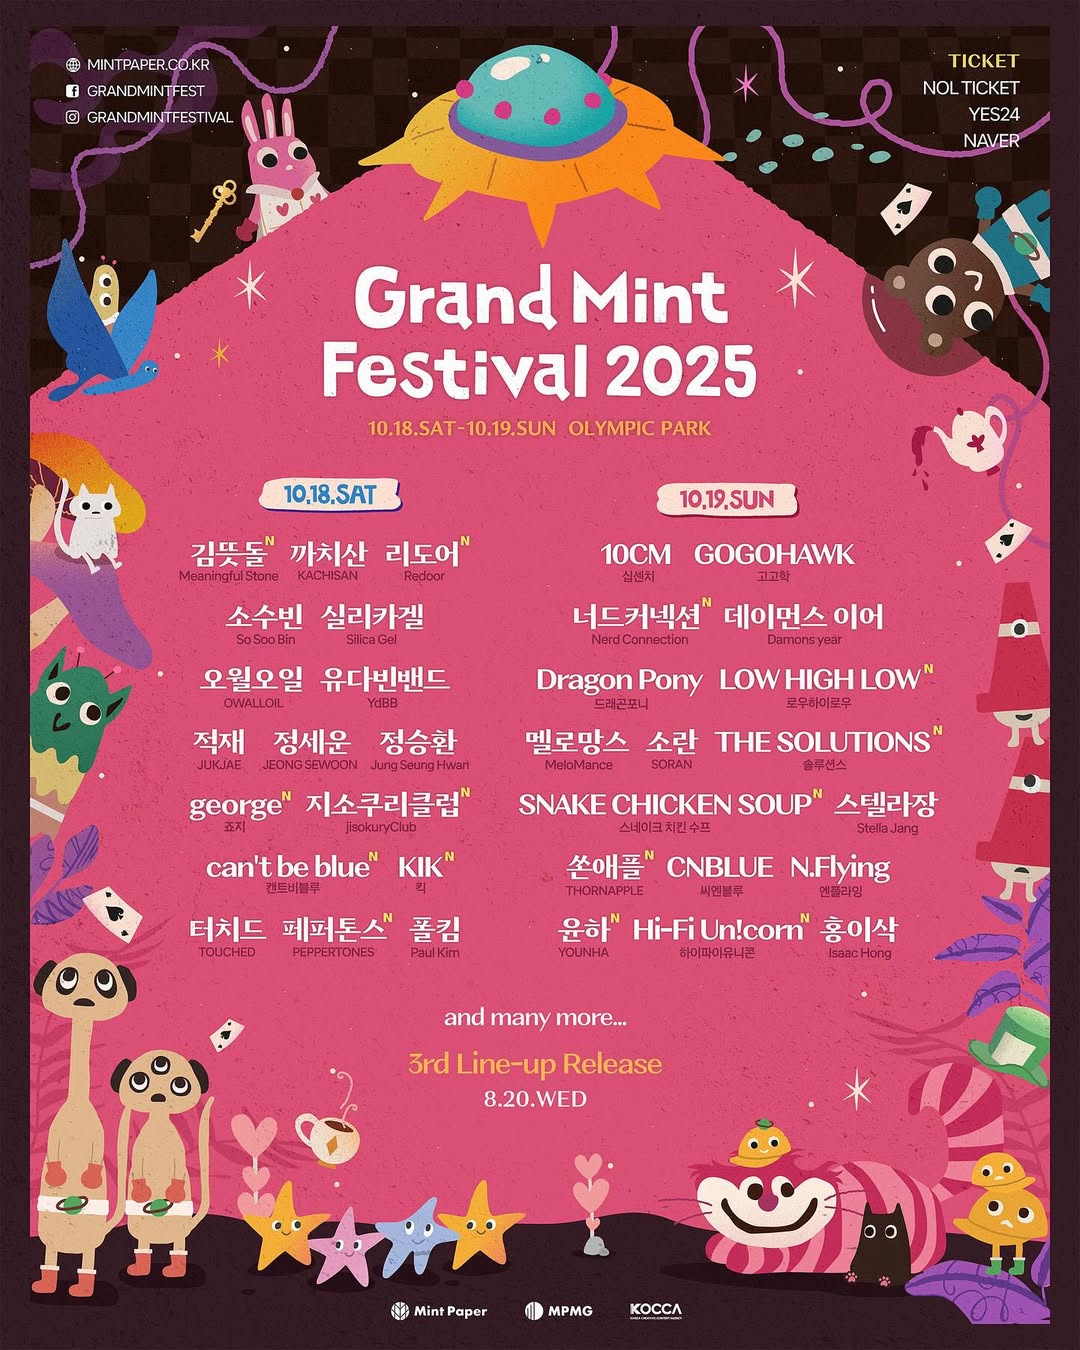 MINTPAPER.CO.KR
GRANDMINTFEST
GRANDMINTFESTIVAL
TICKET
NOL TICKET
YES24
NAVER
Grand Mint
Festival 2025
10.18.SAT-10.19.SUN OLYMPIC PARK
10.18.SAT
김뜻돌N 까치산 리도어N
Meaningful Stone KACHISAN Redoor
소수빈 실리카겔
So Soo Bin Silica Gel
오월오일 유다빈밴드
OWALLOIL YdBB
적재 정세운 정승환
JUKJAE JEONG SEWOON Jung Seung Hwan
georgeN 지소쿠리클럽N
죠지 jisokuryClub
can't be blueN KIKN
캔트비블루 킥
터치드 페퍼톤스N 폴킴
TOUCHED PEPPERTONES Paul Kim
10.19.SUN
10CM GOGOHAWK
십센치 고고학
너드커넥션N 데이먼스 이어
Nerd Connection Damons year
Dragon Pony LOW HIGH LOWN
드래곤포니 로우하이로우
멜로망스 소란 THE SOLUTIONSN
MeloMance SORAN 솔루션스
SNAKE CHICKEN SOUPN 스텔라장
스네이크 치킨 수프 Stella Jang
쏜애플N CNBLUE N.Flying
THORNAPPLE 씨엔블루 엔플라잉
윤하N Hi-Fi Un!cornN 홍이삭
YOUNHA 하이파이유니콘 Isaac Hong
and many more...
3rd Line-up Release
8.20.WED
Mint Paper MPMG KOCCA
KOREA CREATIVE CONTENT AGENCY